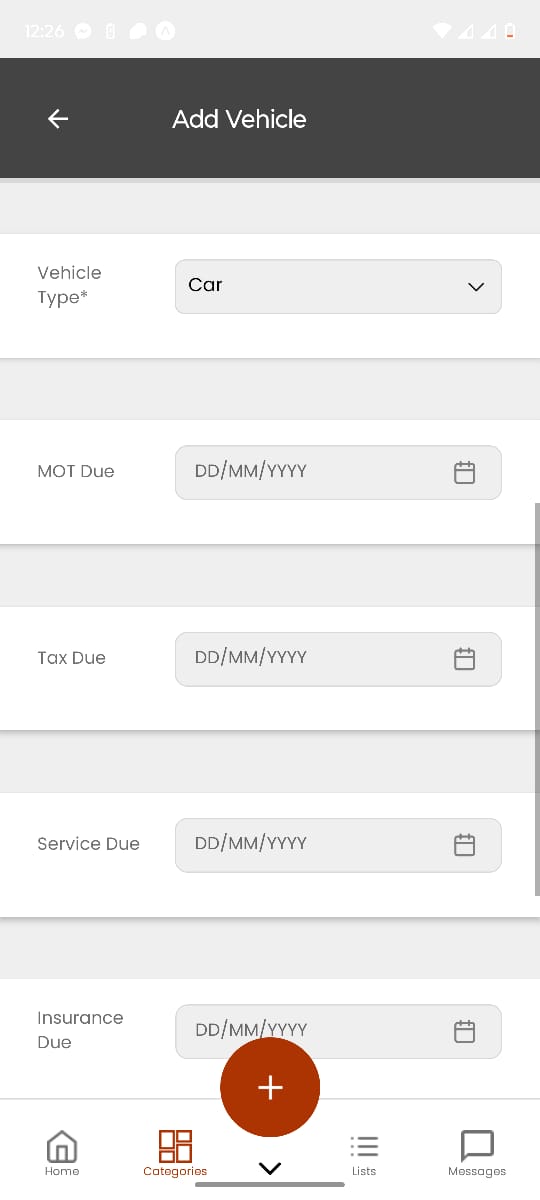 12:26
Add Vehicle
Vehicle
Type*
Car
MOT Due
DD/MM/YYYY
Tax Due
DD/MM/YYYY
Service Due
DD/MM/YYYY
Insurance
Due
DD/MM/YYYY
Home
Categories
Lists
Messages